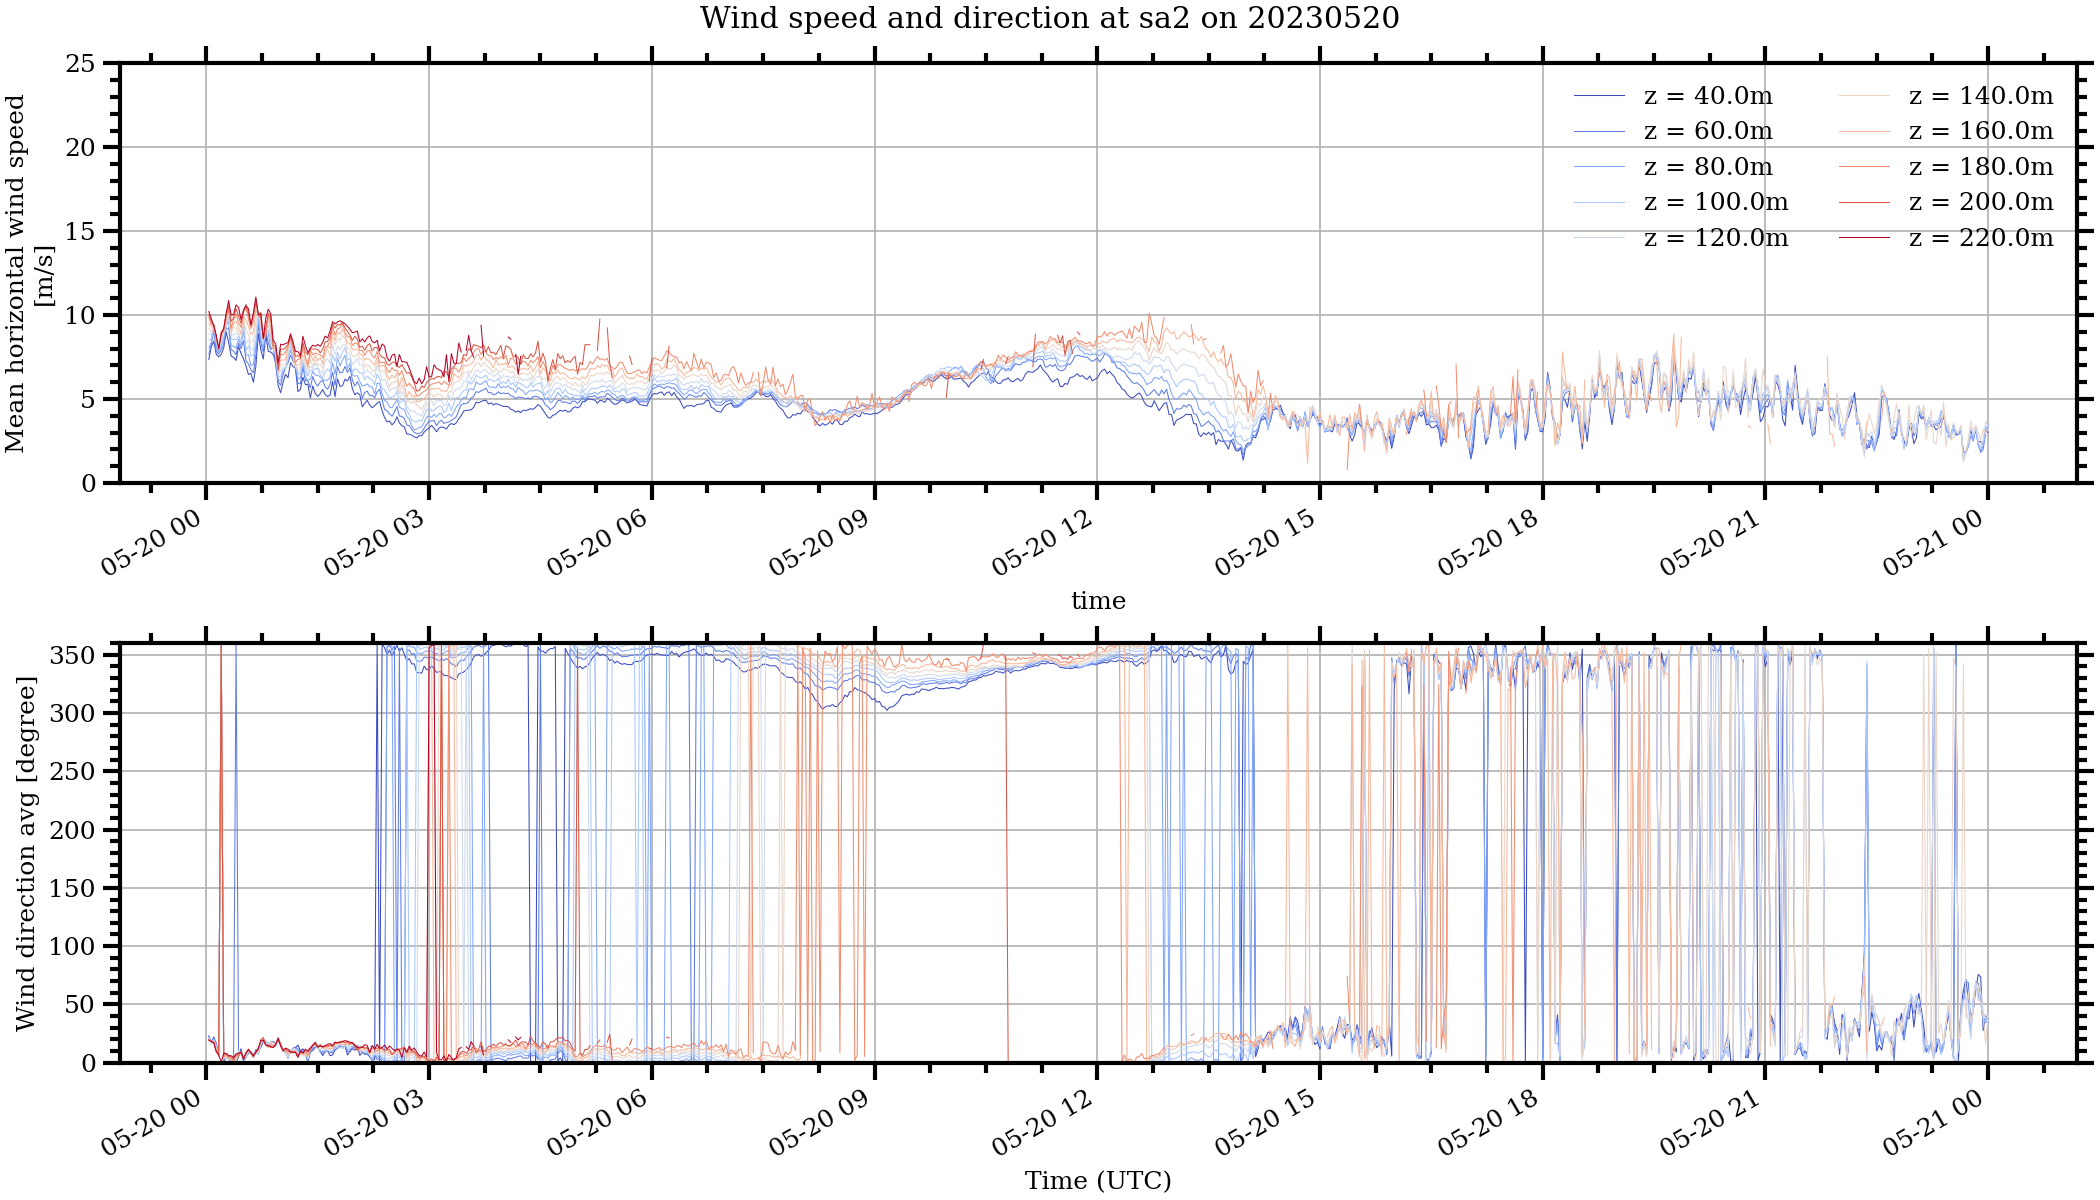 Wind speed and direction at sa2 on 20230520
Mean horizontal wind speed
[m/s]
25
20
15
10
5
0
z = 40.0m
z = 60.0m
z = 80.0m
z = 100.0m
z = 120.0m
z = 140.0m
z = 160.0m
z = 180.0m
z = 200.0m
z = 220.0m
05-20 00
05-20 03
05-20 06
05-20 09
05-20 12
05-20 15
05-20 18
05-20 21
05-21 00
time
Wind direction avg [degree]
350
300
250
200
150
100
50
0
05-20 00
05-20 03
05-20 06
05-20 09
05-20 12
05-20 15
05-20 18
05-20 21
05-21 00
Time (UTC)